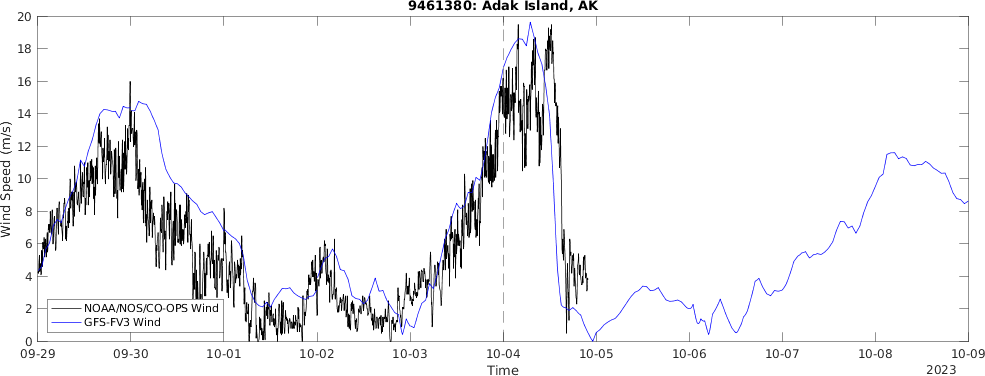 9461380: Adak Island, AK
Wind Speed (m/s)
20
18
16
14
12
10
8
6
4
2
0
NOAA/NOS/CO-OPS Wind
GFS-FV3 Wind
09-29 09-30 10-01 10-02 10-03 10-04 10-05 10-06 10-07 10-08 10-09
Time
2023